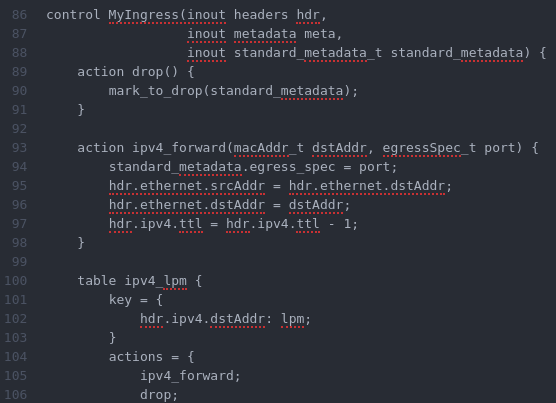 86 control MyIngress(inout headers hdr,
87                   inout metadata meta,
88                   inout standard_metadata_t standard_metadata) {
89     action drop() {
90         mark_to_drop(standard_metadata);
91     }
92
93     action ipv4_forward(macAddr_t dstAddr, egressSpec_t port) {
94         standard_metadata.egress_spec = port;
95         hdr.ethernet.srcAddr = hdr.ethernet.dstAddr;
96         hdr.ethernet.dstAddr = dstAddr;
97         hdr.ipv4.ttl = hdr.ipv4.ttl - 1;
98     }
99
100     table ipv4_lpm {
101         key = {
102             hdr.ipv4.dstAddr: lpm;
103         }
104         actions = {
105             ipv4_forward;
106             drop;